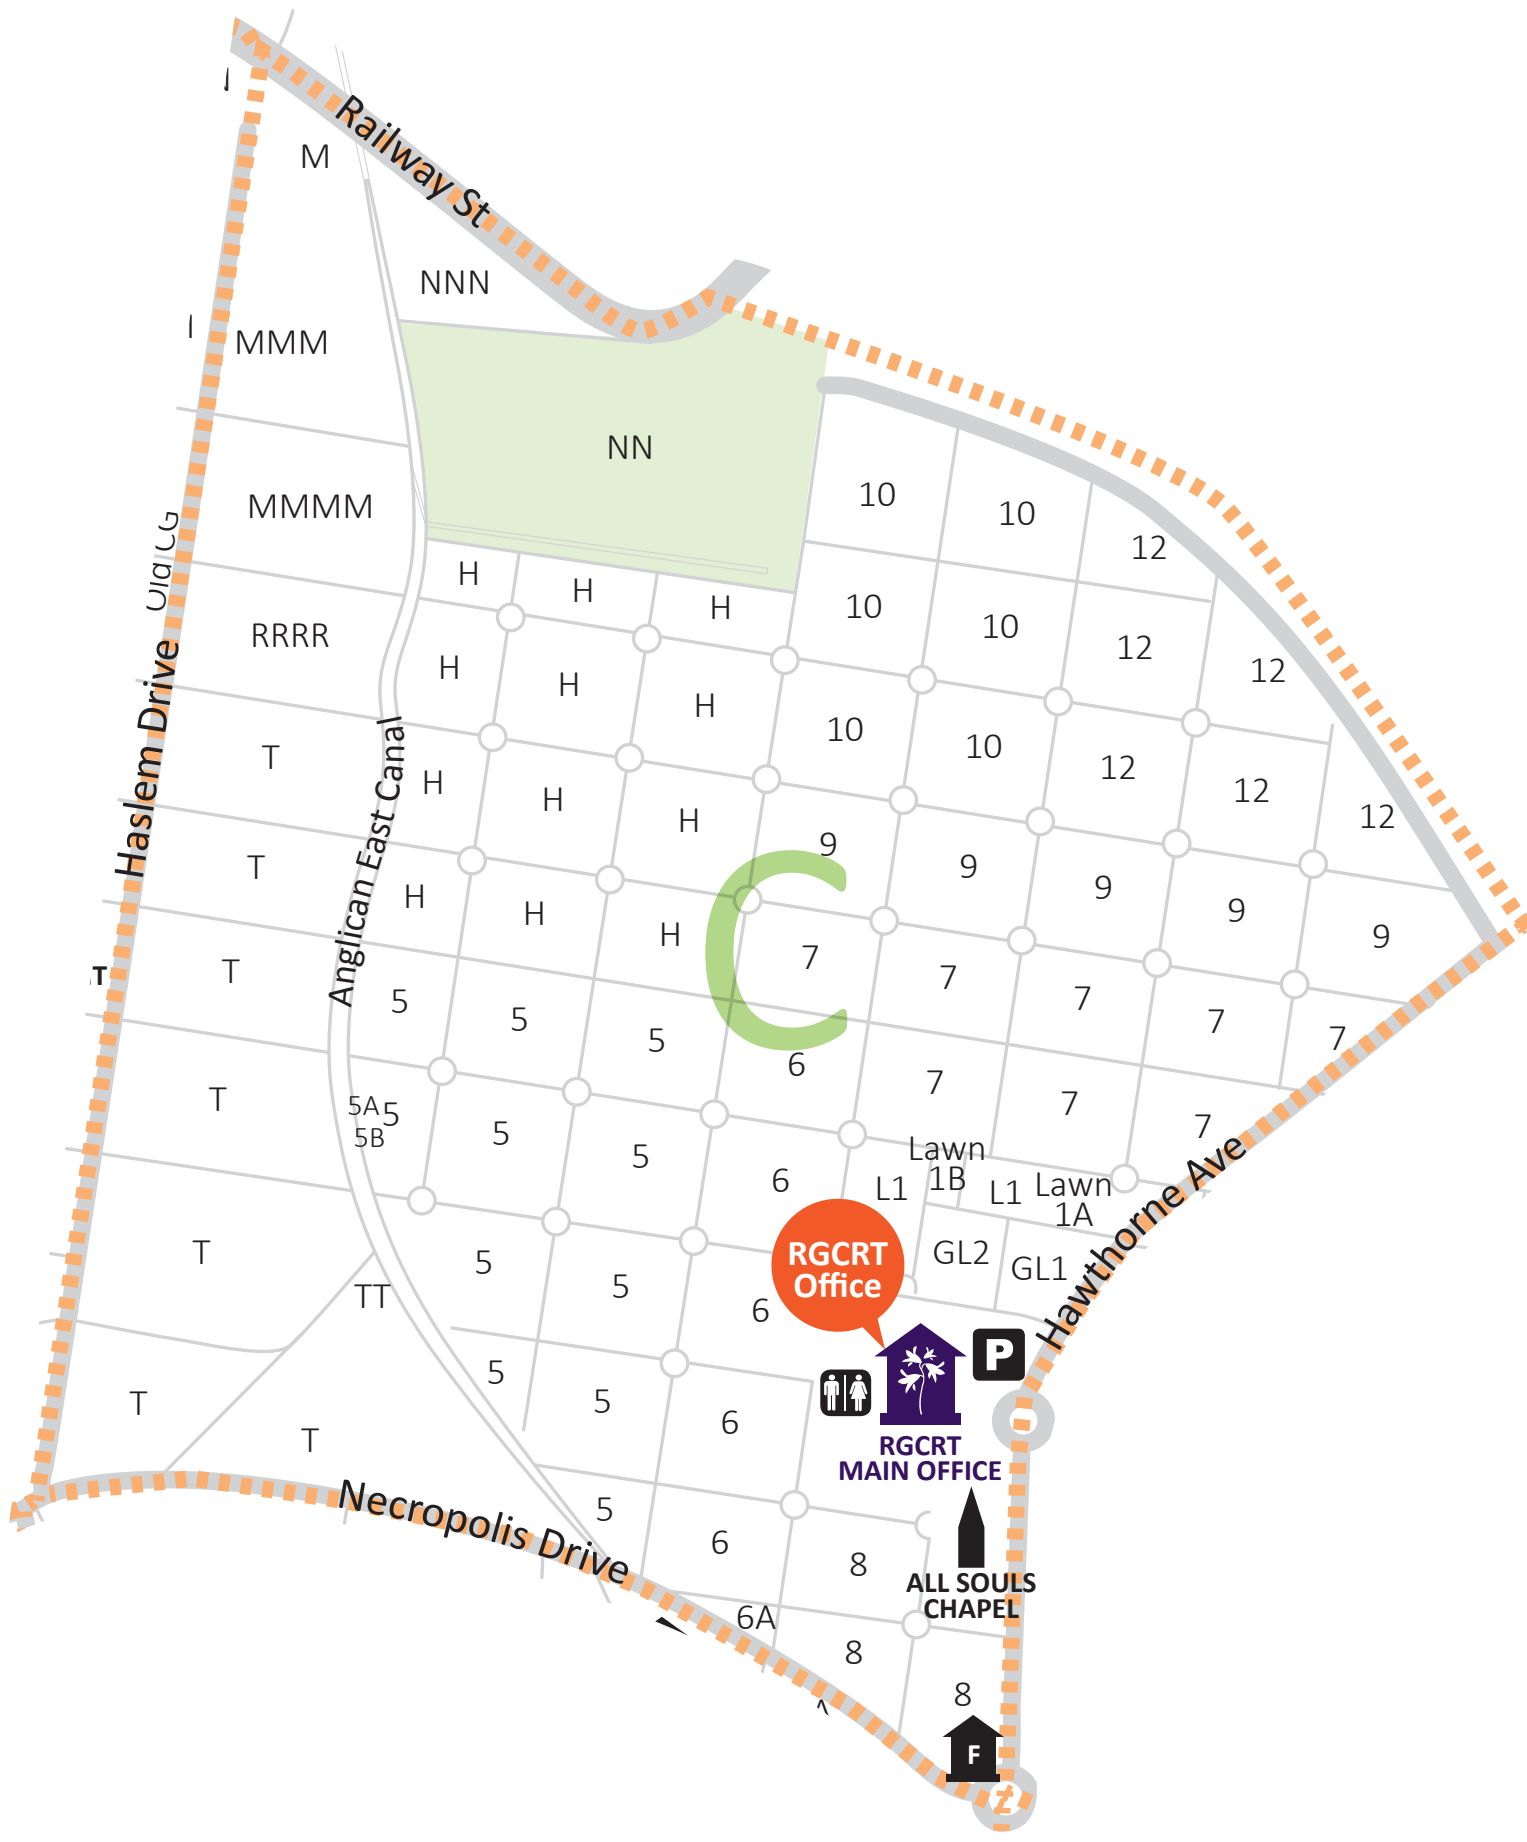 Railway St
M
NNN
MMM
NN
10
10
MMMM
12
H
H
H
10
10
RRRR
12
H
12
H
H
10
10
T
12
H
12
H
12
H
9
T
9
9
H
9
H
H
9
7
T
7
5
7
5
7
5
7
6
7
T
5A
5
7
5B
5
7
Lawn
1B
5
6
L1
L1
Lawn
1A
T
5
GL2
GL1
RGCRT
Office
TT
5
6
5
T
5
6
P
T
RGCRT
MAIN OFFICE
5
6
8
ALL SOULS
CHAPEL
6A
8
8
F
C
Haslem Drive
Anglican East Canal
Hawthorne Ave
Necropolis Drive
T